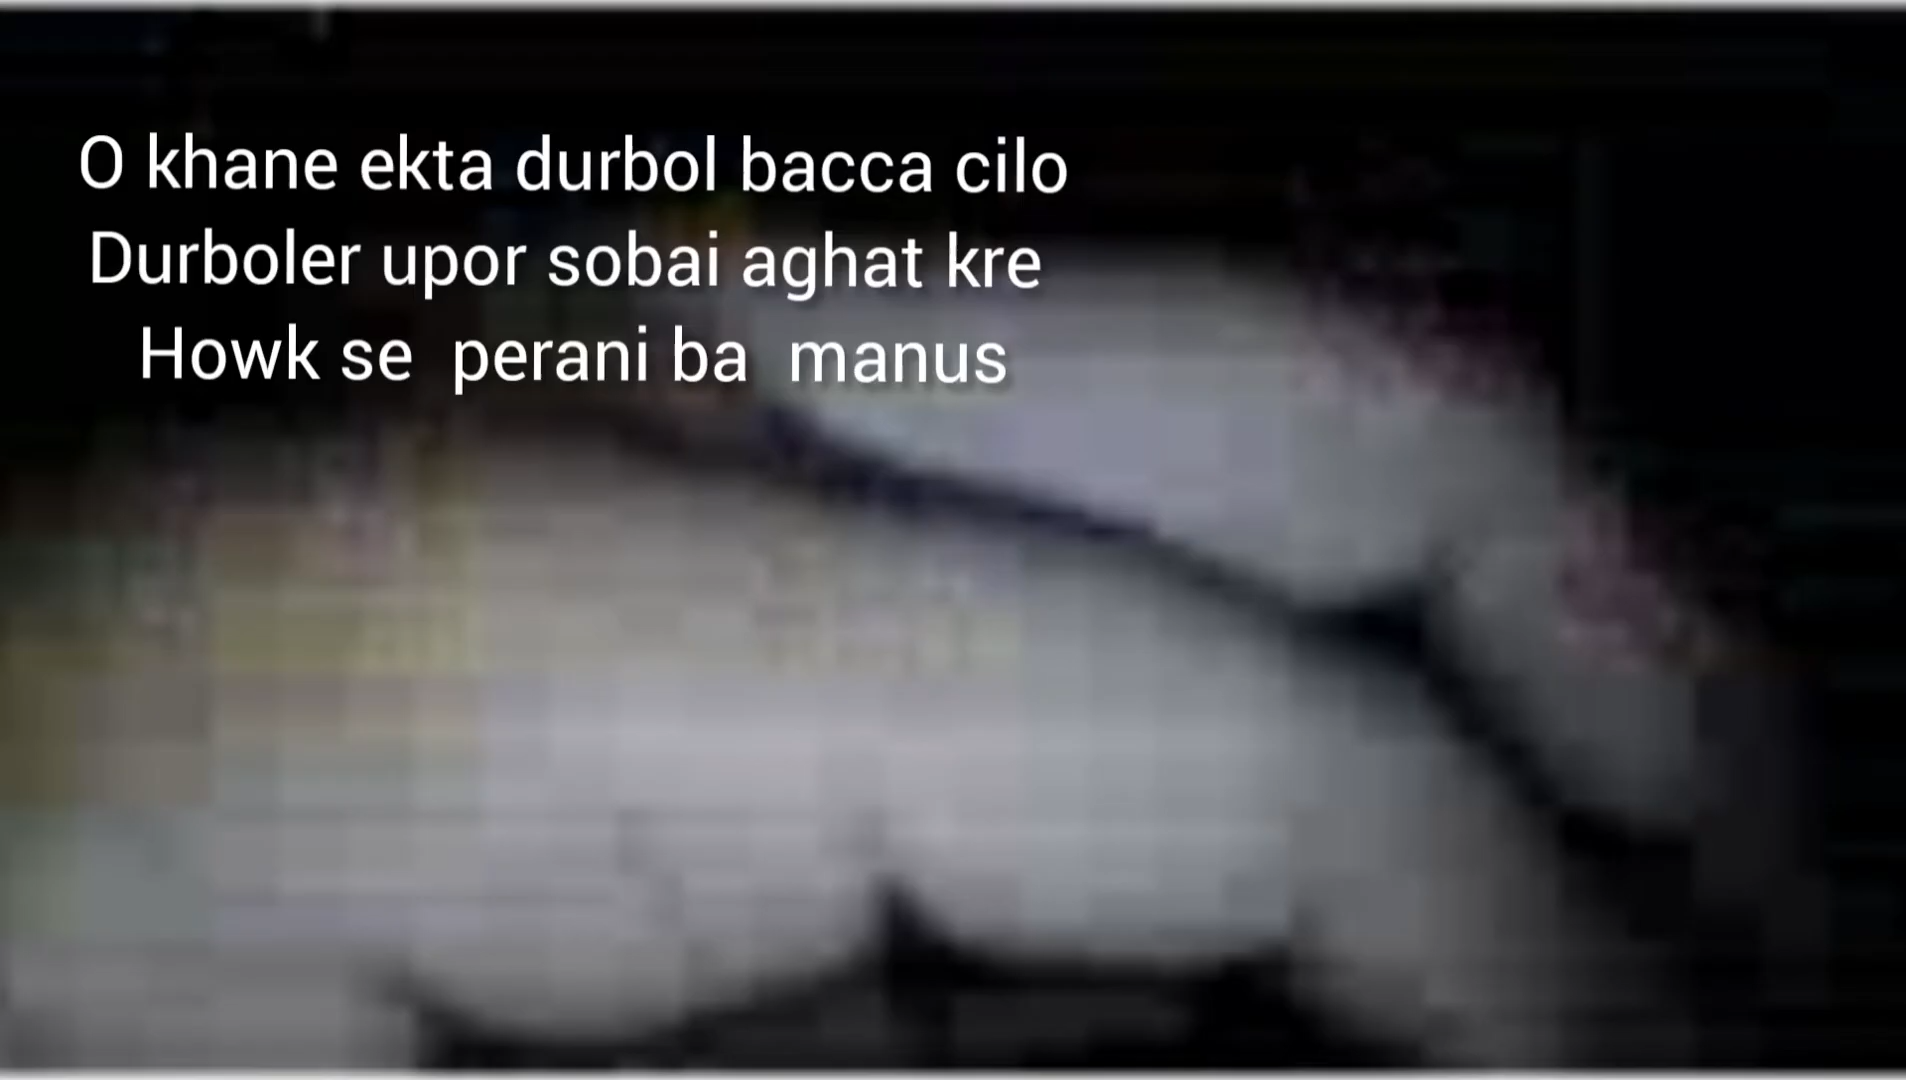 O khane ekta durbol bacca cilo
Durboler upor sobai aghat kre
Howk se perani ba manus